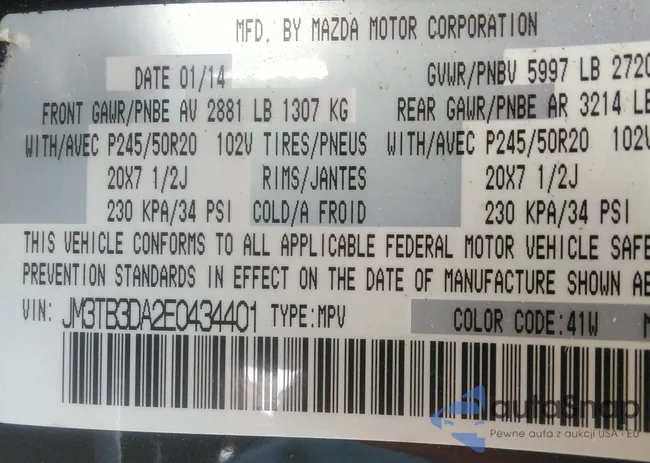 MFD. BY MAZDA MOTOR CORPORATION
DATE 01/14 GVWR/PNBV 5997 LB 2720
FRONT GAWR/PNBE AV 2881 LB 1307 KG REAR GAWR/PNBE AR 3214 LB
WITH/AVEC P245/50R20 102V TIRES/PNEUS WITH/AVEC P245/50R20 102V
20X7 1/2J RIMS/JANTES 20X7 1/2J
230 KPA/34 PSI COLD/A FROID 230 KPA/34 PSI
THIS VEHICLE CONFORMS TO ALL APPLICABLE FEDERAL MOTOR VEHICLE SAFE
PREVENTION STANDARDS IN EFFECT ON THE DATE OF MANUFACTURE SHOWN AB
VIN: JM3TB3DA2E0434401 TYPE:MPV COLOR CODE:41W
autoSnap
Pewne auta z aukcji USA i EU